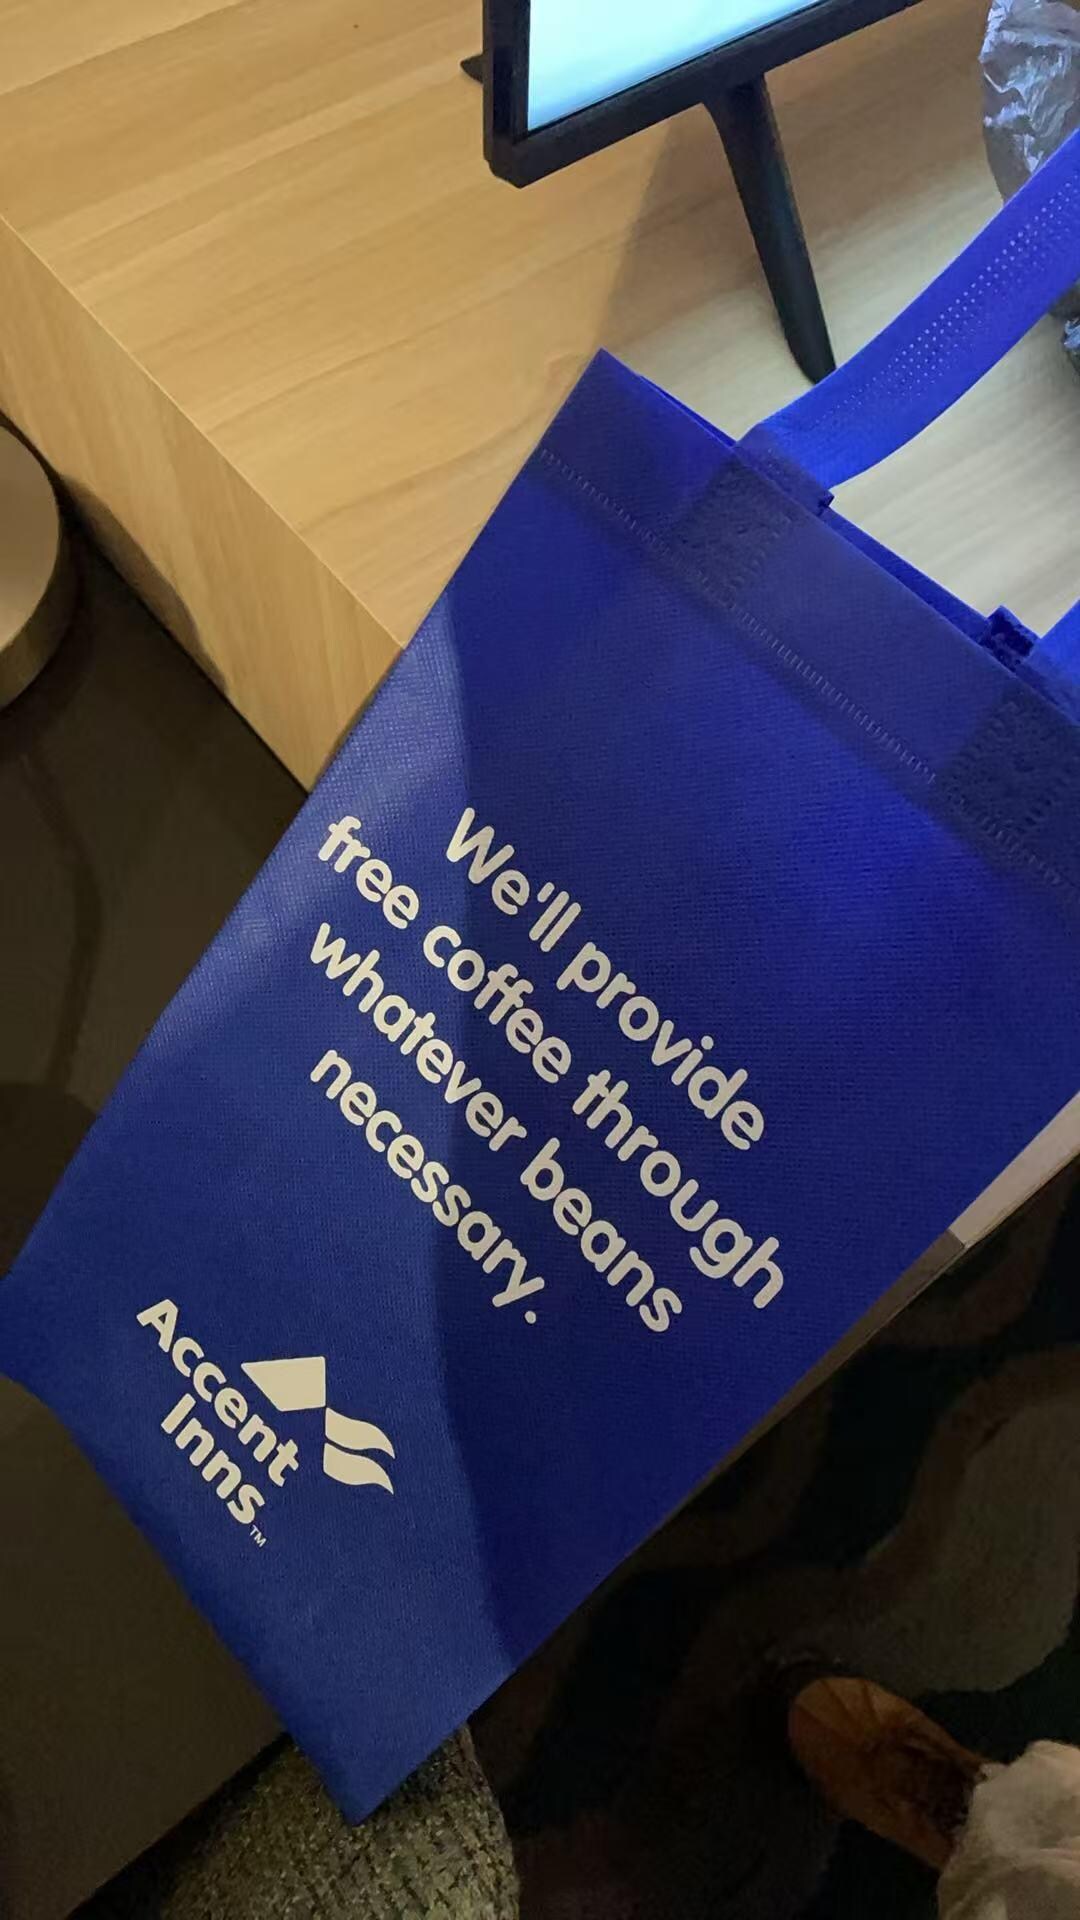 We'll provide
free coffee through
whatever beans
necessary.
Accent
Inns™